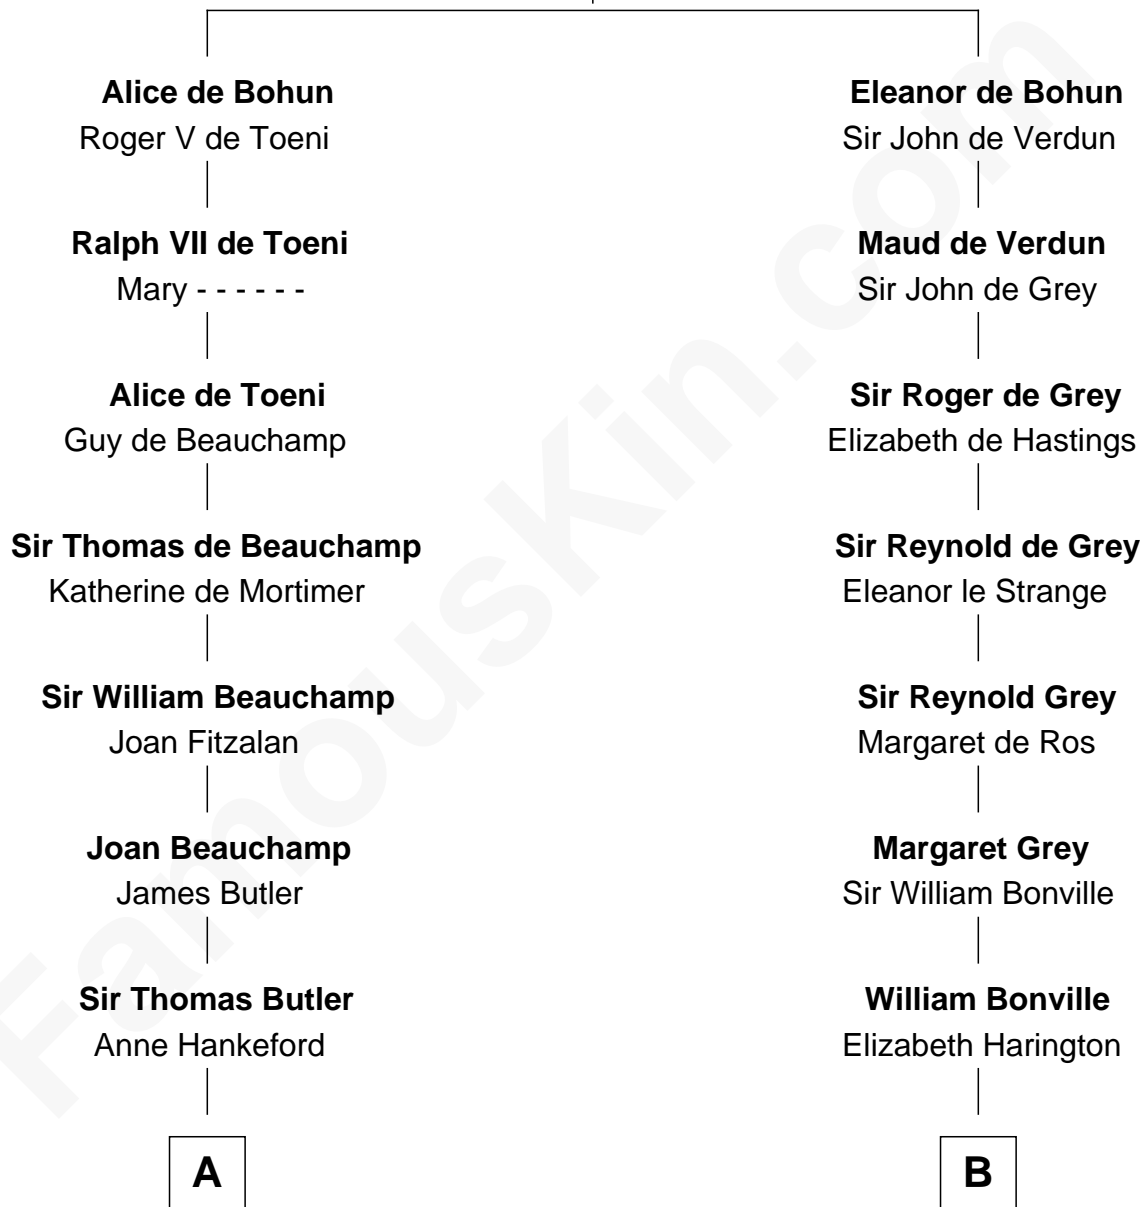 Alice de Bohun
Roger V de Toeni
Eleanor de Bohun
Sir John de Verdun
Ralph VII de Toeni
Mary - - - - - -
Maud de Verdun
Sir John de Grey
Alice de Toeni
Guy de Beauchamp
Sir Roger de Grey
Elizabeth de Hastings
Sir Thomas de Beauchamp
Katherine de Mortimer
Sir Reynold de Grey
Eleanor le Strange
Sir William Beauchamp
Joan Fitzalan
Sir Reynold Grey
Margaret de Ros
Joan Beauchamp
James Butler
Margaret Grey
Sir William Bonville
Sir Thomas Butler
Anne Hankeford
William Bonville
Elizabeth Harington
A
B
FamousKin.com